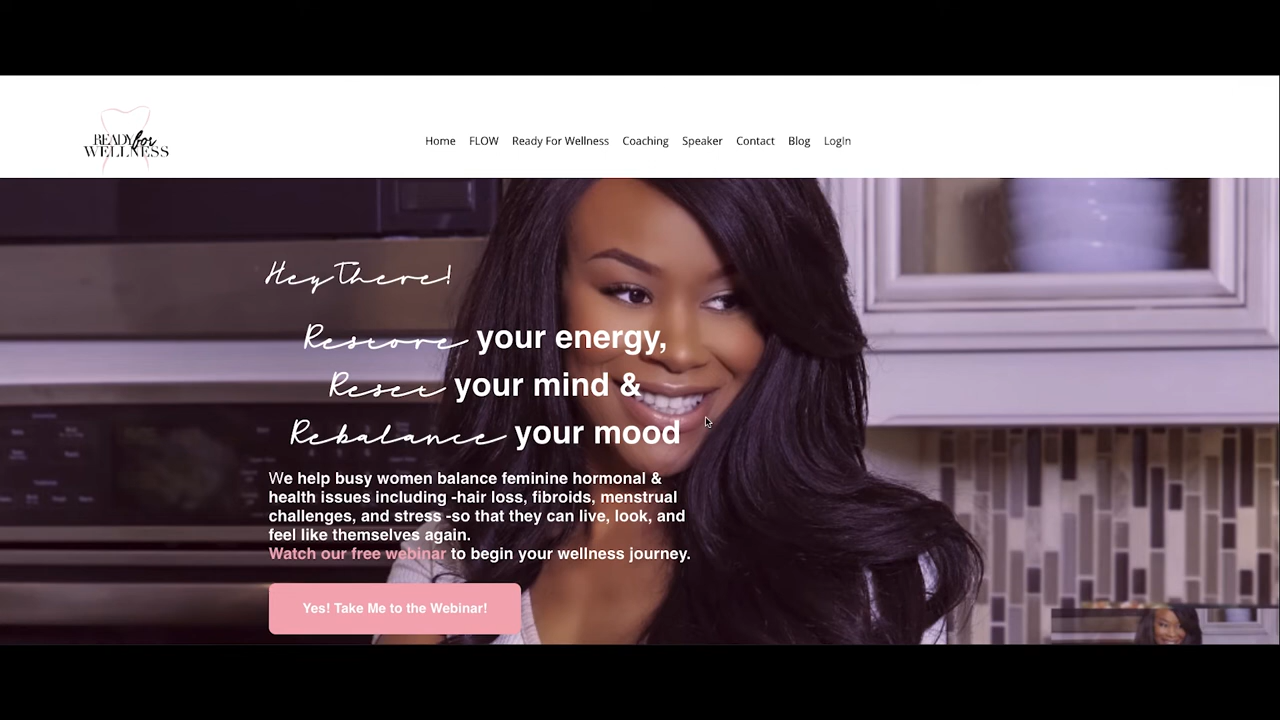 READY for
WELLNESS
Home FLOW Ready For Wellness Coaching Speaker Contact Blog LogIn
Hey There!
Restore your energy,
Reset your mind &
Rebalance your mood
We help busy women balance feminine hormonal &
health issues including -hair loss, fibroids, menstrual
challenges, and stress -so that they can live, look, and
feel like themselves again.
Watch our free webinar to begin your wellness journey.
Yes! Take Me to the Webinar!